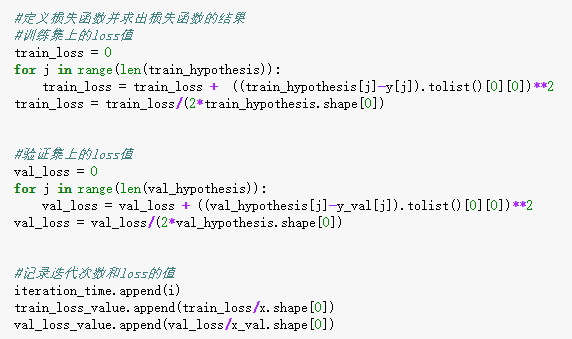 #定义损失函数并求出损失函数的结果
#训练集上的loss值
train_loss = 0
for j in range(len(train_hypothesis)):
    train_loss = train_loss +  ((train_hypothesis[j]-y[j]).tolist()[0][0])**2
train_loss = train_loss/(2*train_hypothesis.shape[0])
#验证集上的loss值
val_loss = 0
for j in range(len(val_hypothesis)):
    val_loss = val_loss + ((val_hypothesis[j]-y_val[j]).tolist()[0][0])**2
val_loss = val_loss/(2*val_hypothesis.shape[0])
#记录迭代次数和loss的值
iteration_time.append(i)
train_loss_value.append(train_loss/x.shape[0])
val_loss_value.append(val_loss/x_val.shape[0])